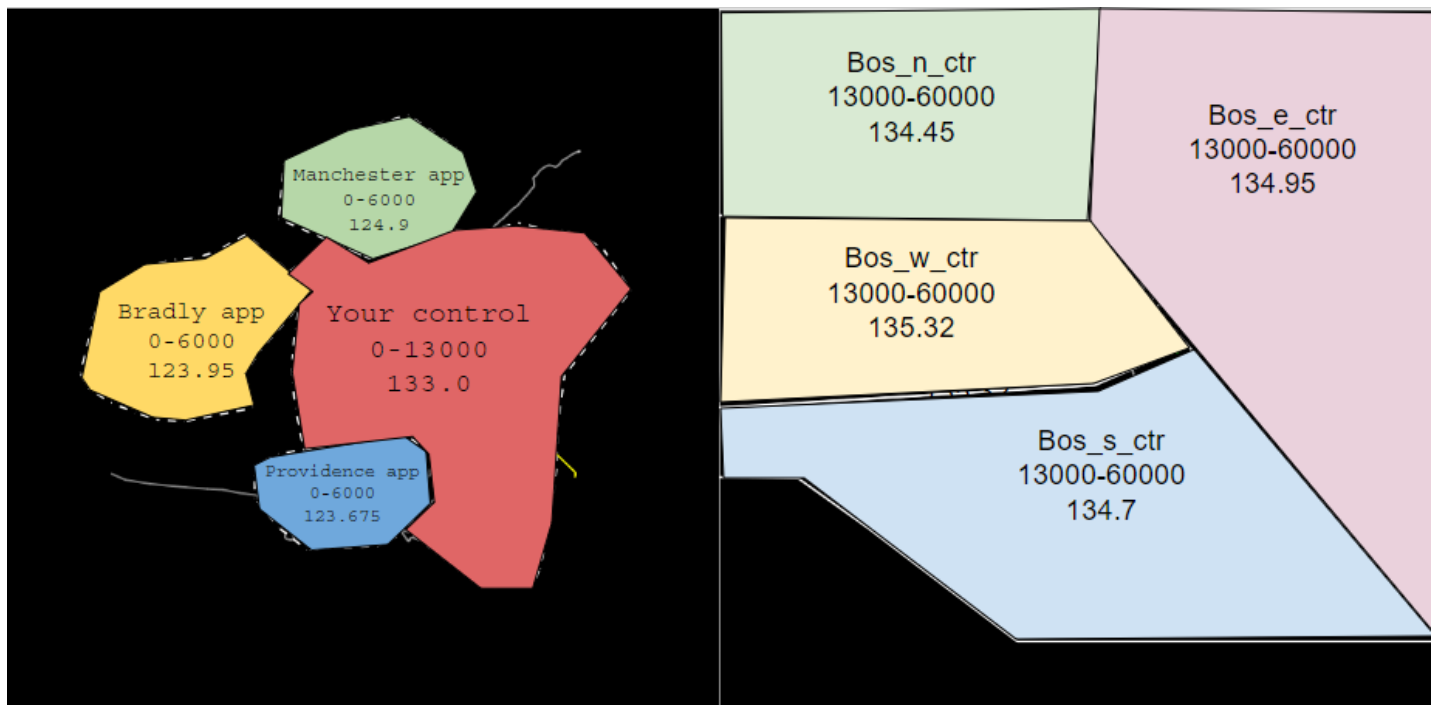 Manchester app
0-6000
124.9
Bradly app
0-6000
123.95
Your control
0-13000
133.0
Providence app
0-6000
123.675
Bos_n_ctr
13000-60000
134.45
Bos_e_ctr
13000-60000
134.95
Bos_w_ctr
13000-60000
135.32
Bos_s_ctr
13000-60000
134.7